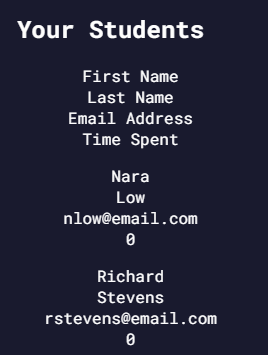 Your Students
First Name
Last Name
Email Address
Time Spent
Nara
Low
nlow@email.com
0
Richard
Stevens
rstevens@email.com
0